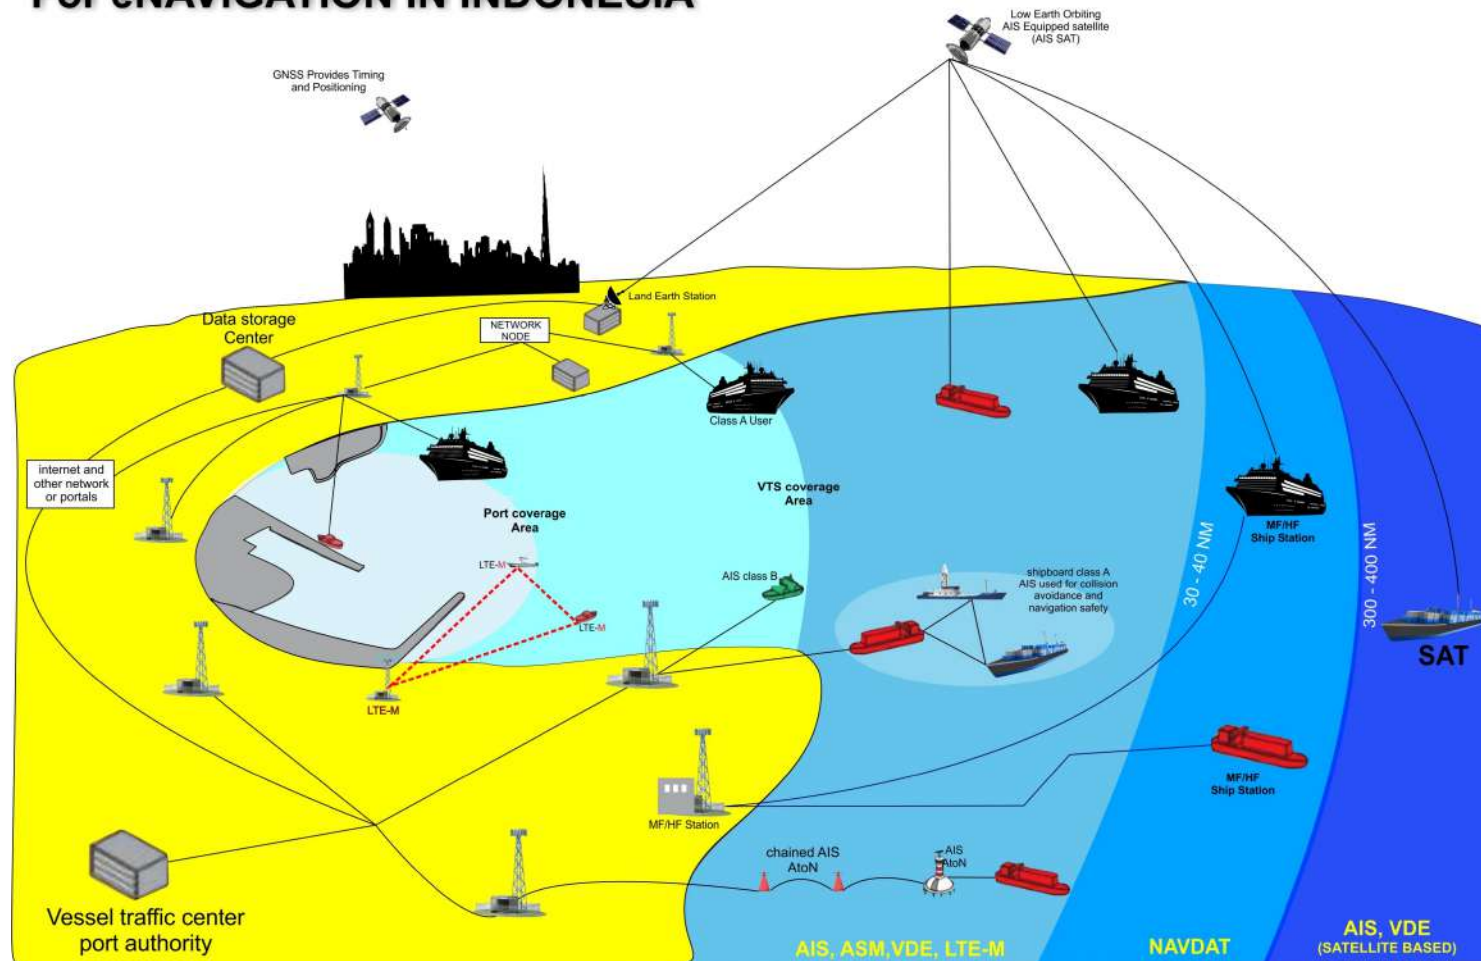 For eNAVIGATION IN INDONESIA
Low Earth Orbiting
AIS Equipped satellite
(AIS SAT)
GNSS Provides Timing
and Positioning
Land Earth Station
Data storage
Center
NETWORK
NODE
Class A User
internet and
other network
or portals
VTS coverage
Area
Port coverage
Area
MF/HF
Ship Station
30 - 40 NM
300 - 400 NM
LTE-M
AIS class B
shipboard class A
AIS used for collision
avoidance and
navigation safety
LTE-M
SAT
LTE-M
MF/HF
Ship Station
MF/HF Station
chained AIS
AtoN
AIS
AtoN
Vessel traffic center
port authority
AIS, ASM,VDE, LTE-M
NAVDAT
AIS, VDE
(SATELLITE BASED)